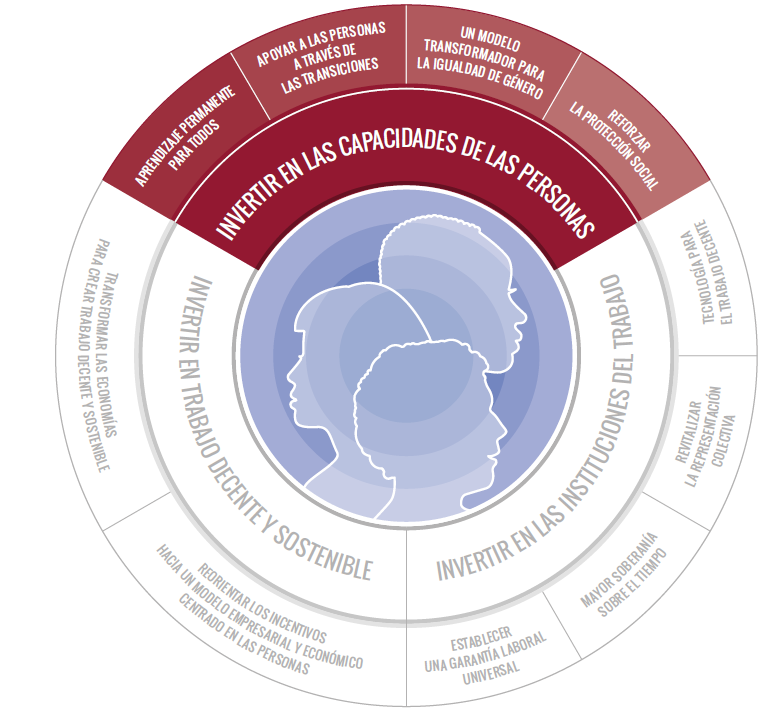 APRENDIZAJE PERMANENTE
PARA TODOS
APOYAR A LAS PERSONAS
A TRAVÉS DE
LAS TRANSICIONES
UN MODELO
TRANSFORMADOR PARA
LA IGUALDAD DE GÉNERO
REFORZAR
LA PROTECCIÓN SOCIAL
INVERTIR EN LAS CAPACIDADES DE LAS PERSONAS
TECNOLOGÍA PARA
EL TRABAJO DECENTE
REVITALIZAR
LA REPRESENTACIÓN
COLECTIVA
MAYOR SOBERANÍA
SOBRE EL TIEMPO
ESTABLECER
UNA GARANTÍA LABORAL
UNIVERSAL
INVERTIR EN LAS INSTITUCIONES DEL TRABAJO
TRANSFORMAR LAS ECONOMÍAS
PARA CREAR TRABAJO DECENTE Y SOSTENIBLE
REORIENTAR LOS INCENTIVOS
HACIA UN MODELO EMPRESARIAL Y ECONÓMICO
CENTRADO EN LAS PERSONAS
INVERTIR EN TRABAJO DECENTE Y SOSTENIBLE